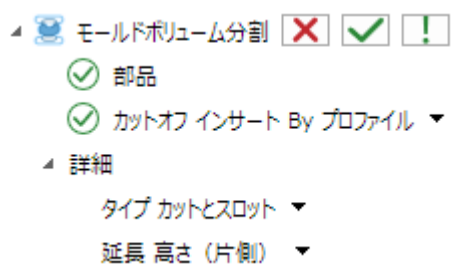 モールドボリューム分割
部品
カットオフ インサート By プロファイル
詳細
タイプ カットとスロット
延長 高さ（片側）